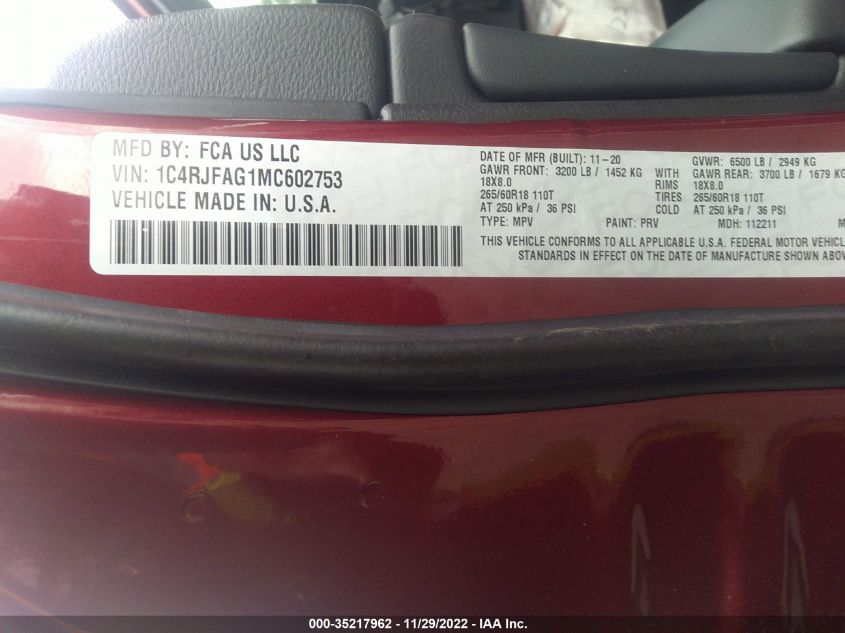 MFD BY: FCA US LLC
VIN: 1C4RJFAG1MC602753
VEHICLE MADE IN: U.S.A.
DATE OF MFR (BUILT): 11-20 GVWR: 6500 LB / 2949 KG
GAWR FRONT: 3200 LB / 1452 KG WITH GAWR REAR: 3700 LB / 1679 KG
18X8.0 RIMS 18X8.0
265/60R18 110T TIRES 265/60R18 110T
AT 250 kPa / 36 PSI COLD AT 250 kPa / 36 PSI
TYPE: MPV PAINT: PRV MDH: 112211
THIS VEHICLE CONFORMS TO ALL APPLICABLE U.S.A. FEDERAL MOTOR
STANDARDS IN EFFECT ON THE DATE OF MANUFACTURE SHOWN
000-35217962 - 11/29/2022 - IAA Inc.